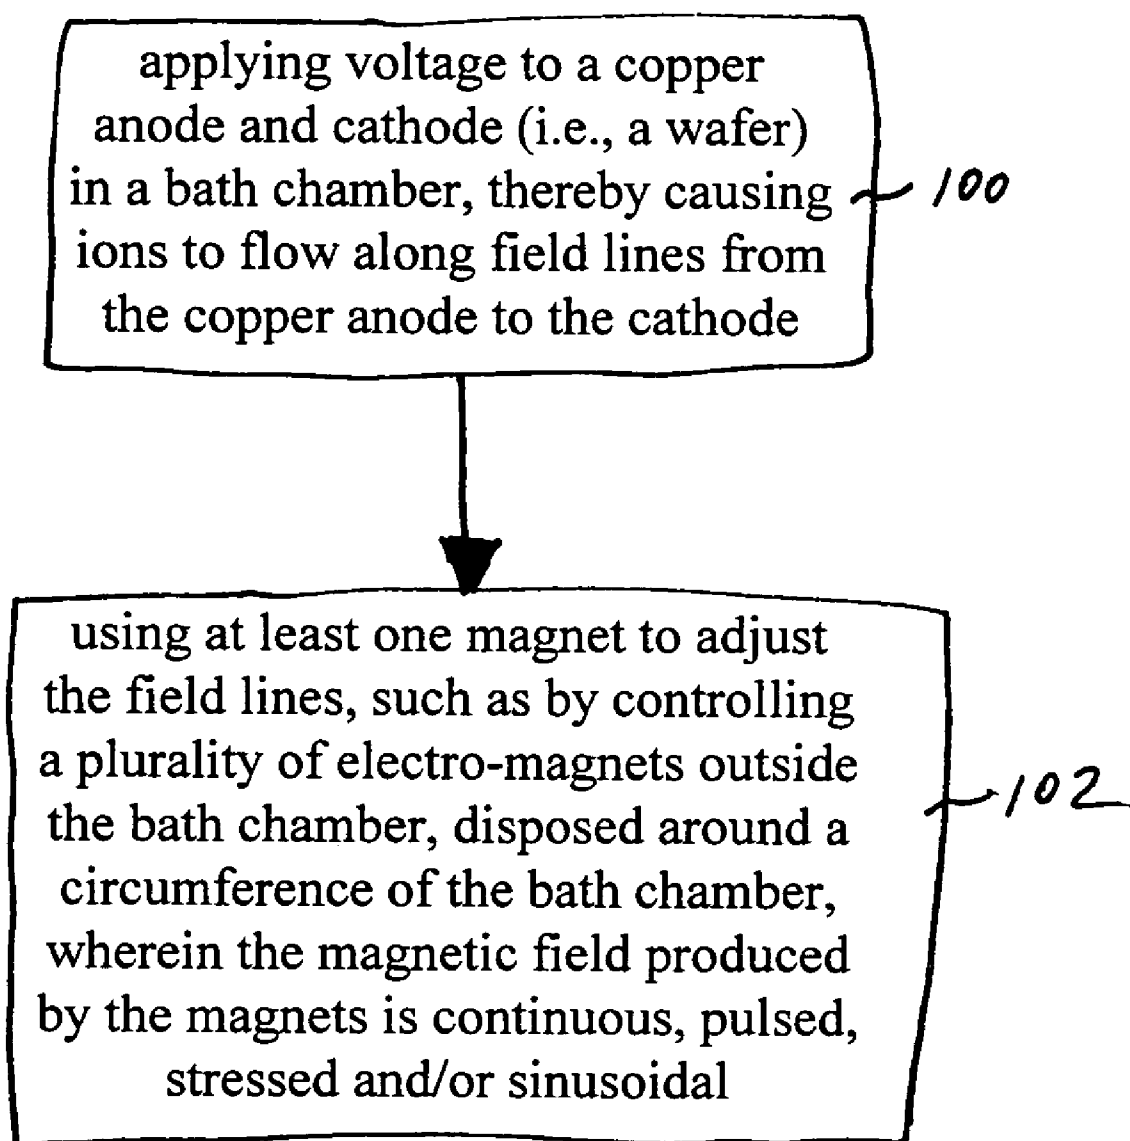 applying voltage to a copper
anode and cathode (i.e., a wafer)
in a bath chamber, thereby causing
ions to flow along field lines from
the copper anode to the cathode
100
using at least one magnet to adjust
the field lines, such as by controlling
a plurality of electro-magnets outside
the bath chamber, disposed around a
circumference of the bath chamber,
wherein the magnetic field produced
by the magnets is continuous, pulsed,
stressed and/or sinusoidal
102